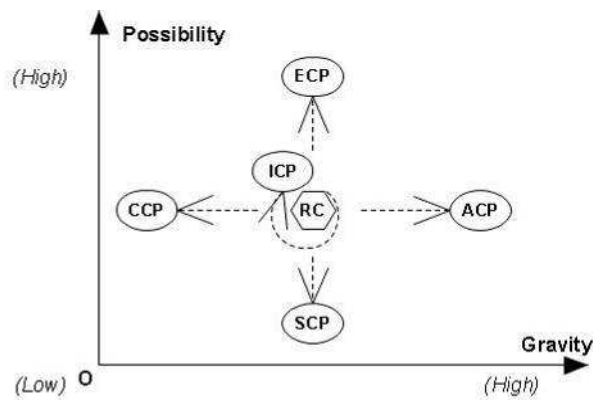 Possibility
(High)
ECP
ICP
CCP
RC
ACP
SCP
Gravity
(Low)
O
(High)